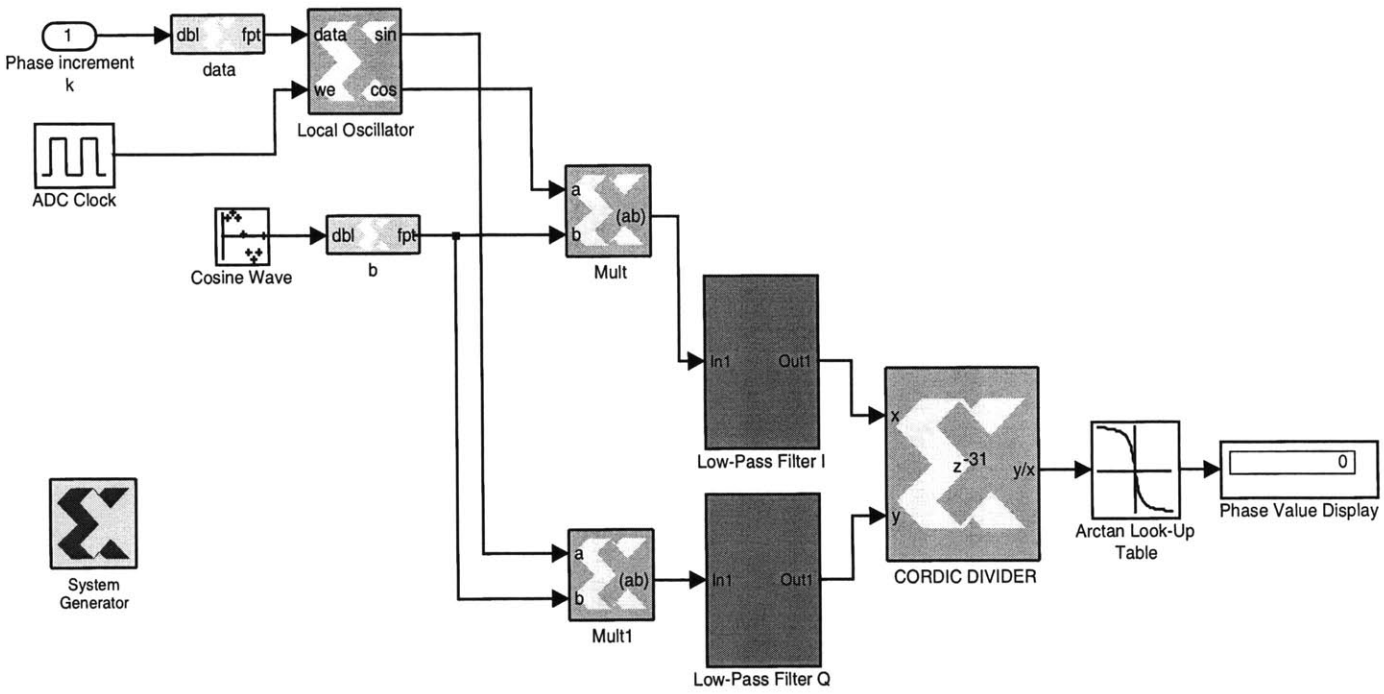 1
Phase increment
k
dbl fpt
data
data sin
we cos
Local Oscillator
ADC Clock
Cosine Wave
dbl fpt
b
a
b
(ab)
Mult
In1 Out1
Low-Pass Filter I
x
y
z-31
y/x
CORDIC DIVIDER
Arctan Look-Up
Table
0
Phase Value Display
System
Generator
a
b
(ab)
Mult1
In1 Out1
Low-Pass Filter Q